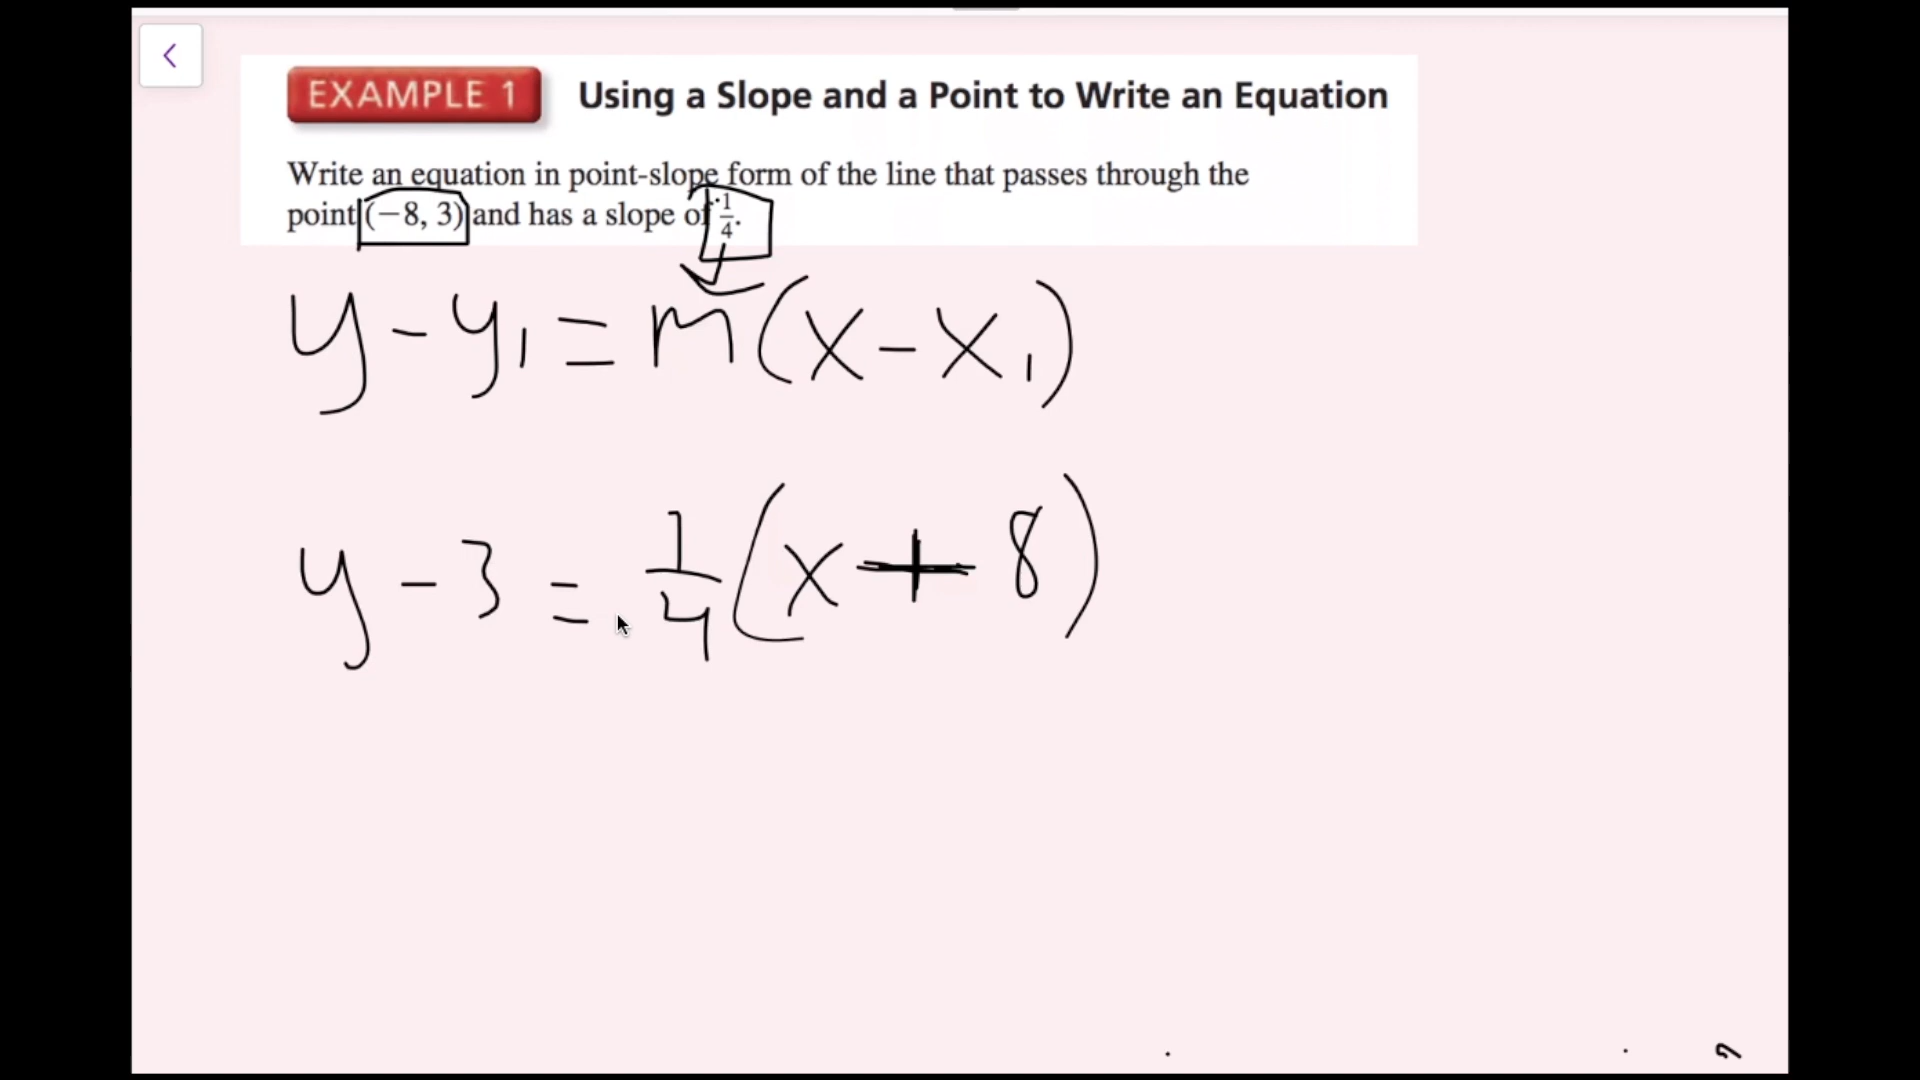 EXAMPLE 1 Using a Slope and a Point to Write an Equation
Write an equation in point-slope form of the line that passes through the
point (−8, 3) and has a slope of 1/4.
y - y₁ = m(x - x₁)
y - 3 = 1/4(x + 8)